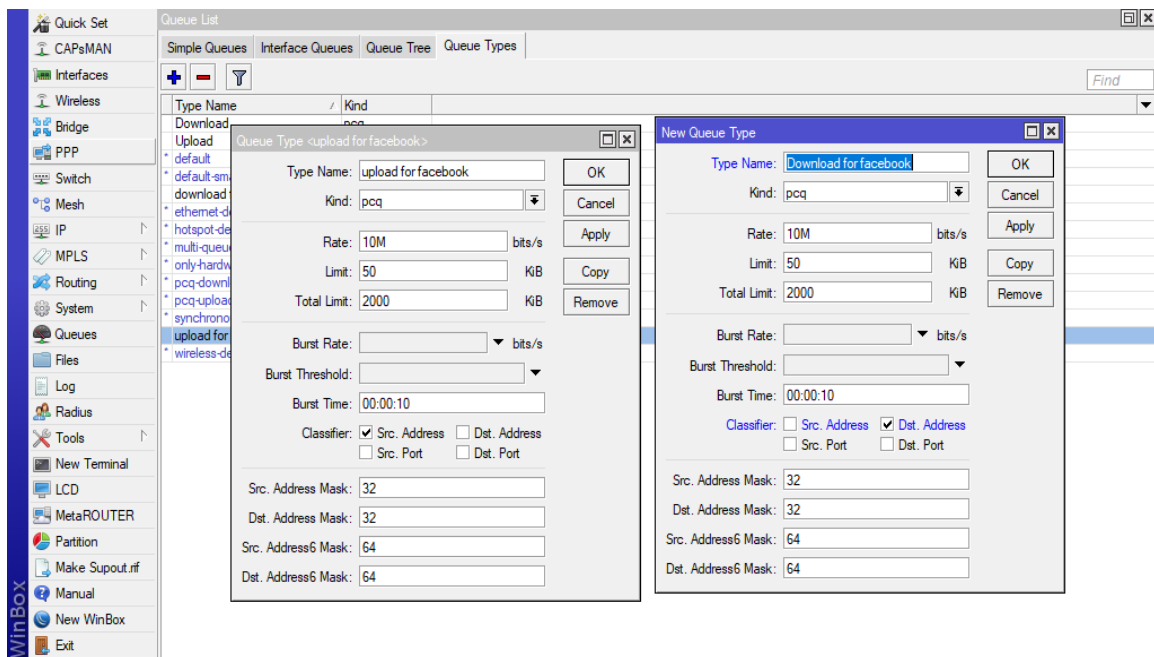 Quick Set
CAPsMAN
Interfaces
Wireless
Bridge
PPP
Switch
Mesh
IP
MPLS
Routing
System
Queues
Files
Log
Radius
Tools
New Terminal
LCD
MetaROUTER
Partition
Make Supout.rif
Manual
New WinBox
Exit
WinBox
Queue List
Simple Queues Interface Queues Queue Tree Queue Types
Find
Type Name / Kind
Download pcq
Upload
* default
* default-sma
download
* ethernet-de
* hotspot-de
* multi-queu
* only-hardw
* pcq-downl
* pcq-uploa
* synchrono
upload for
* wireless-de
Queue Type <upload for facebook>
Type Name: upload for facebook OK
Kind: pcq Cancel
Apply
Rate: 10M bits/s
Limit: 50 KiB Copy
Total Limit: 2000 KiB Remove
Burst Rate: bits/s
Burst Threshold:
Burst Time: 00:00:10
Classifier: Src. Address Dst. Address
Src. Port Dst. Port
Src. Address Mask: 32
Dst. Address Mask: 32
Src. Address6 Mask: 64
Dst. Address6 Mask: 64
New Queue Type
Type Name: Download for facebook OK
Kind: pcq Cancel
Apply
Rate: 10M bits/s
Limit: 50 KiB Copy
Total Limit: 2000 KiB Remove
Burst Rate: bits/s
Burst Threshold:
Burst Time: 00:00:10
Classifier: Src. Address Dst. Address
Src. Port Dst. Port
Src. Address Mask: 32
Dst. Address Mask: 32
Src. Address6 Mask: 64
Dst. Address6 Mask: 64